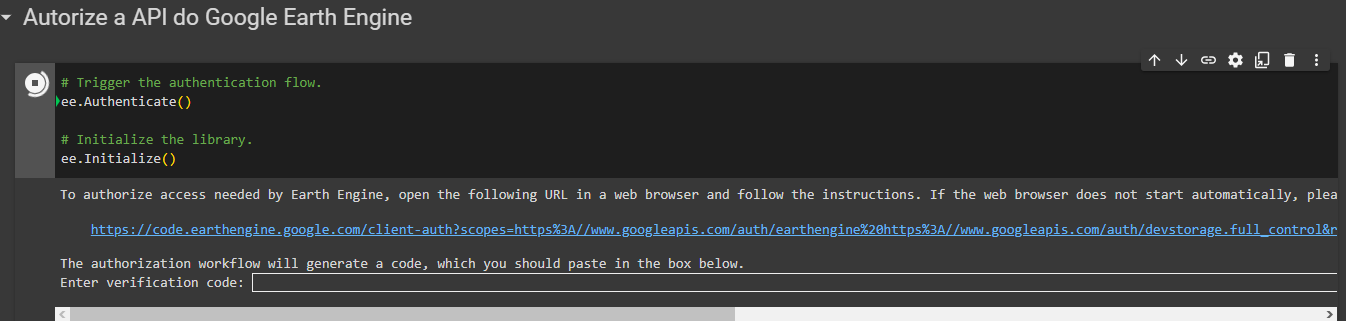 Autorize a API do Google Earth Engine
# Trigger the authentication flow.
ee.Authenticate()
# Initialize the library.
ee.Initialize()
To authorize access needed by Earth Engine, open the following URL in a web browser and follow the instructions. If the web browser does not start automatically, plea
https://code.earthengine.google.com/client-auth?scopes=https%3A//www.googleapis.com/auth/earthengine%20https%3A//www.googleapis.com/auth/devstorage.full_control&r
The authorization workflow will generate a code, which you should paste in the box below.
Enter verification code: